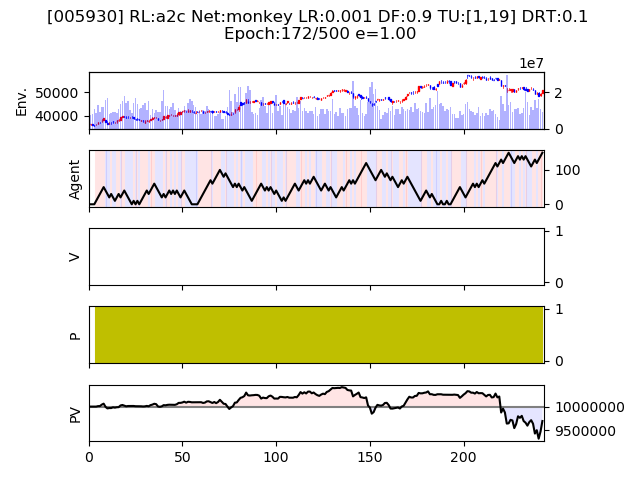 [005930] RL:a2c Net:monkey LR:0.001 DF:0.9 TU:[1,19] DRT:0.1
Epoch:172/500 e=1.00
1e7
Env.
50000
40000
2
0
Agent
100
0
V
1
0
P
1
0
PV
10000000
9500000
0 50 100 150 200